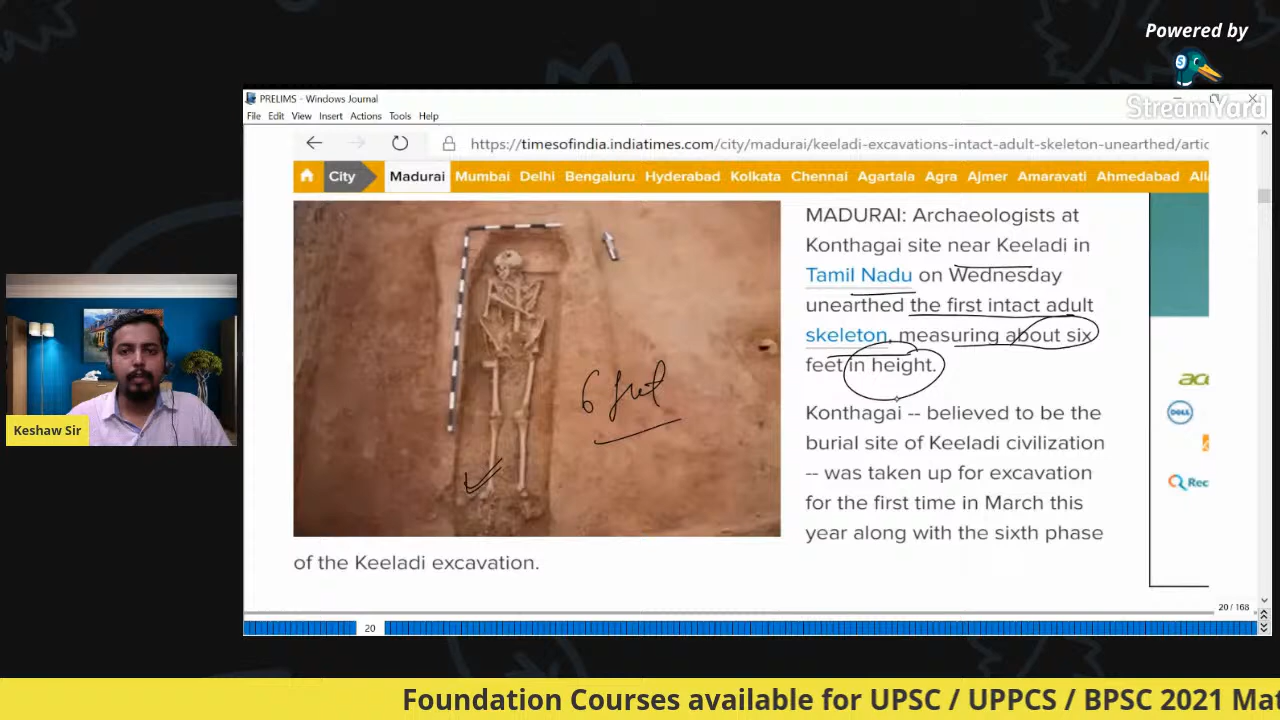 Powered by
S
StreamYard
PRELIMS - Windows Journal
File Edit View Insert Actions Tools Help
https://timesofindia.indiatimes.com/city/madurai/keeladi-excavations-intact-adult-skeleton-unearthed/artic
City Madurai Mumbai Delhi Bengaluru Hyderabad Kolkata Chennai Agartala Agra Ajmer Amaravati Ahmedabad All
MADURAI: Archaeologists at
Konthagai site near Keeladi in
Tamil Nadu on Wednesday
unearthed the first intact adult
skeleton, measuring about six
feet in height.
6 feet
Konthagai -- believed to be the
burial site of Keeladi civilization
-- was taken up for excavation
for the first time in March this
year along with the sixth phase
of the Keeladi excavation.
acer
DELL
Rec
20 / 168
20
Keshaw Sir
Foundation Courses available for UPSC / UPPCS / BPSC 2021 Mai